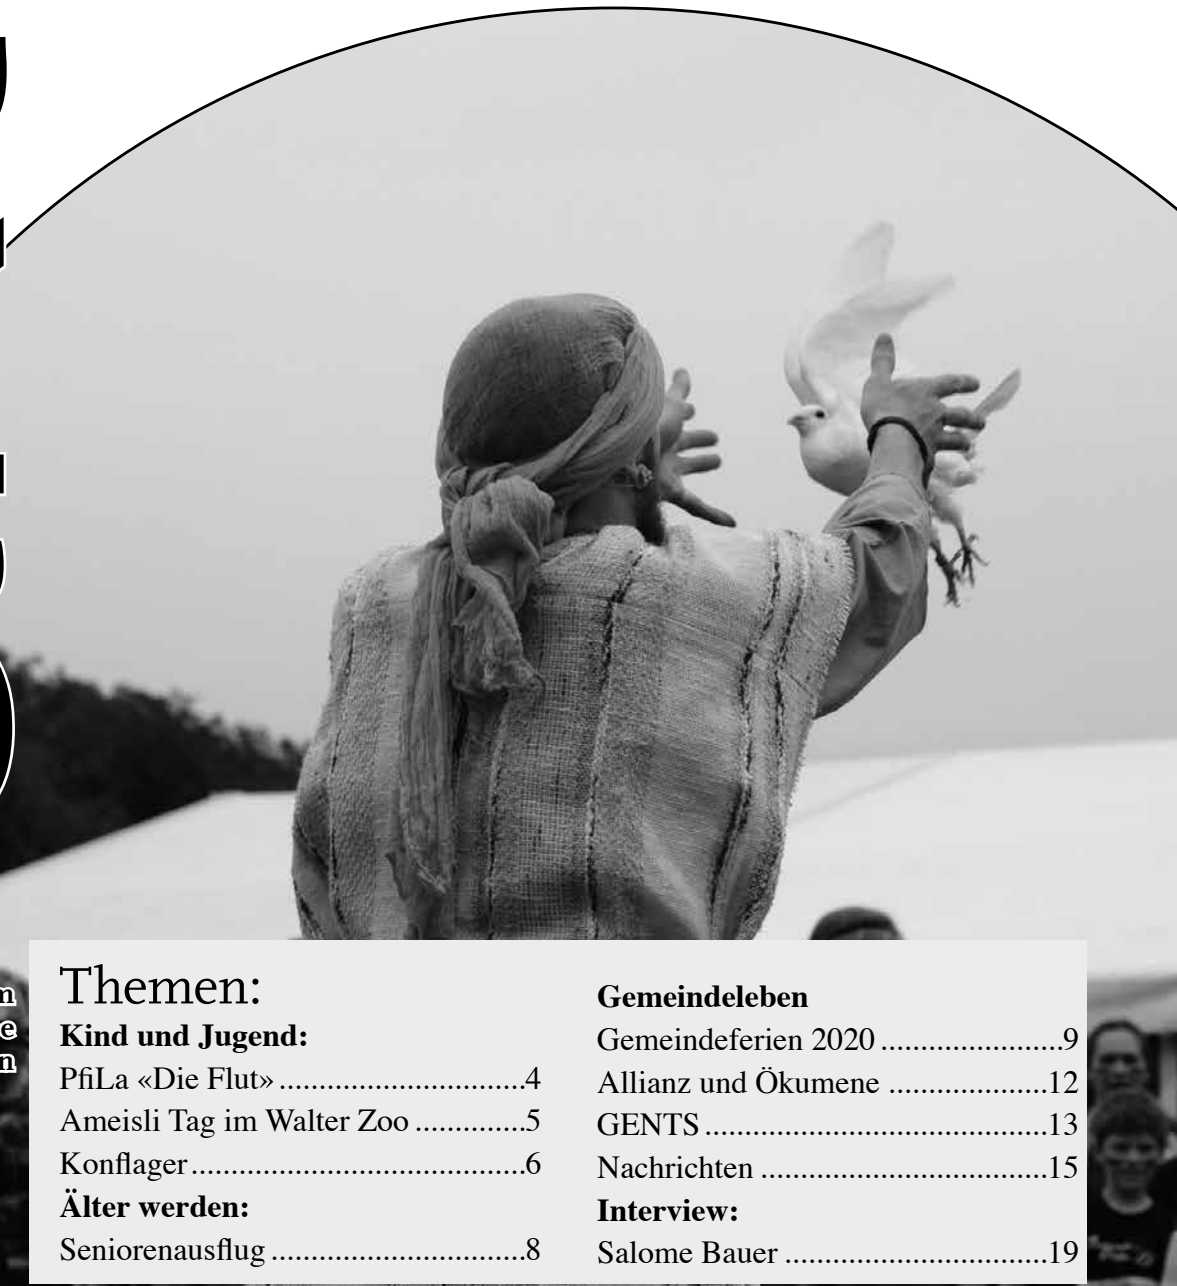 Themen:
Kind und Jugend:
PfiLa «Die Flut»..............................4
Ameisli Tag im Walter Zoo..............5
Konflager..........................................6
Älter werden:
Seniorenausflug................................8
Gemeindeleben
Gemeindeferien 2020.......................9
Allianz und Ökumene....................12
GENTS...........................................13
Nachrichten....................................15
Interview:
Salome Bauer.................................19